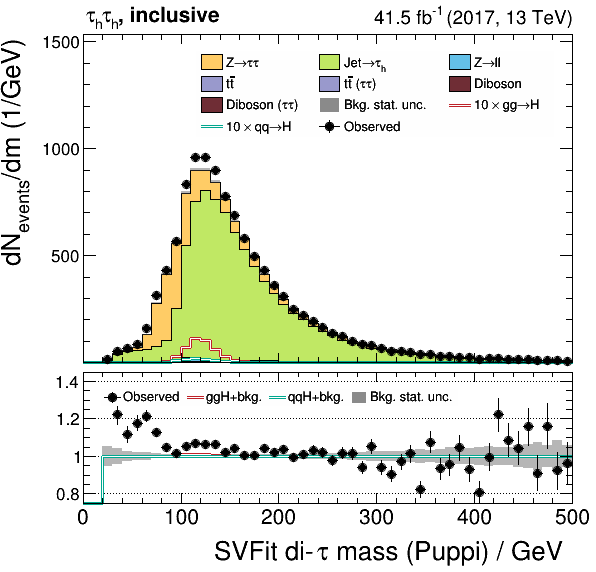 τhτh, inclusive
41.5 fb⁻¹ (2017, 13 TeV)
dNevents/dm (1/GeV)
1500
1000
500
Z→ττ Jet→τh Z→ll
tt̄ tt̄ (ττ) Diboson
Diboson (ττ) Bkg. stat. unc. 10 × gg→H
10 × qq→H Observed
1.4
1.2
1
0.8
Observed ggH+bkg. qqH+bkg. Bkg. stat. unc.
0 100 200 300 400 500
SVFit di-τ mass (Puppi) / GeV